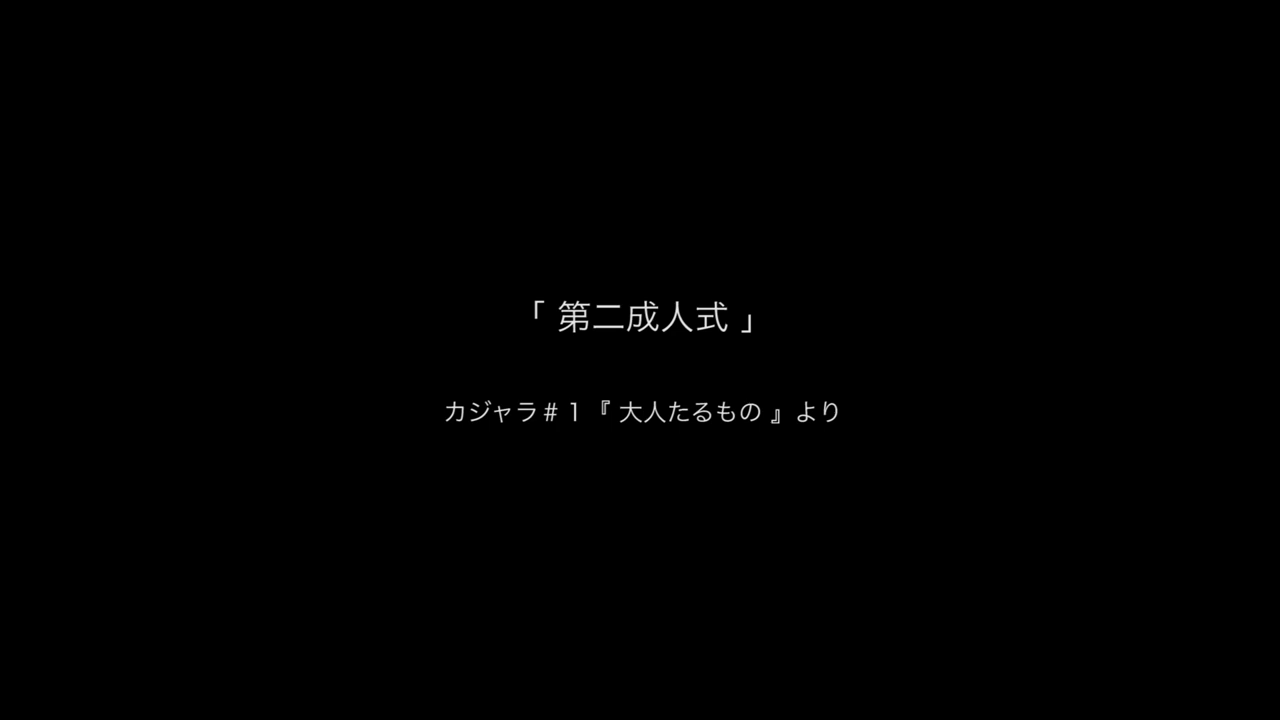 「 第二成人式 」
カジャラ＃１『 大人たるもの 』より